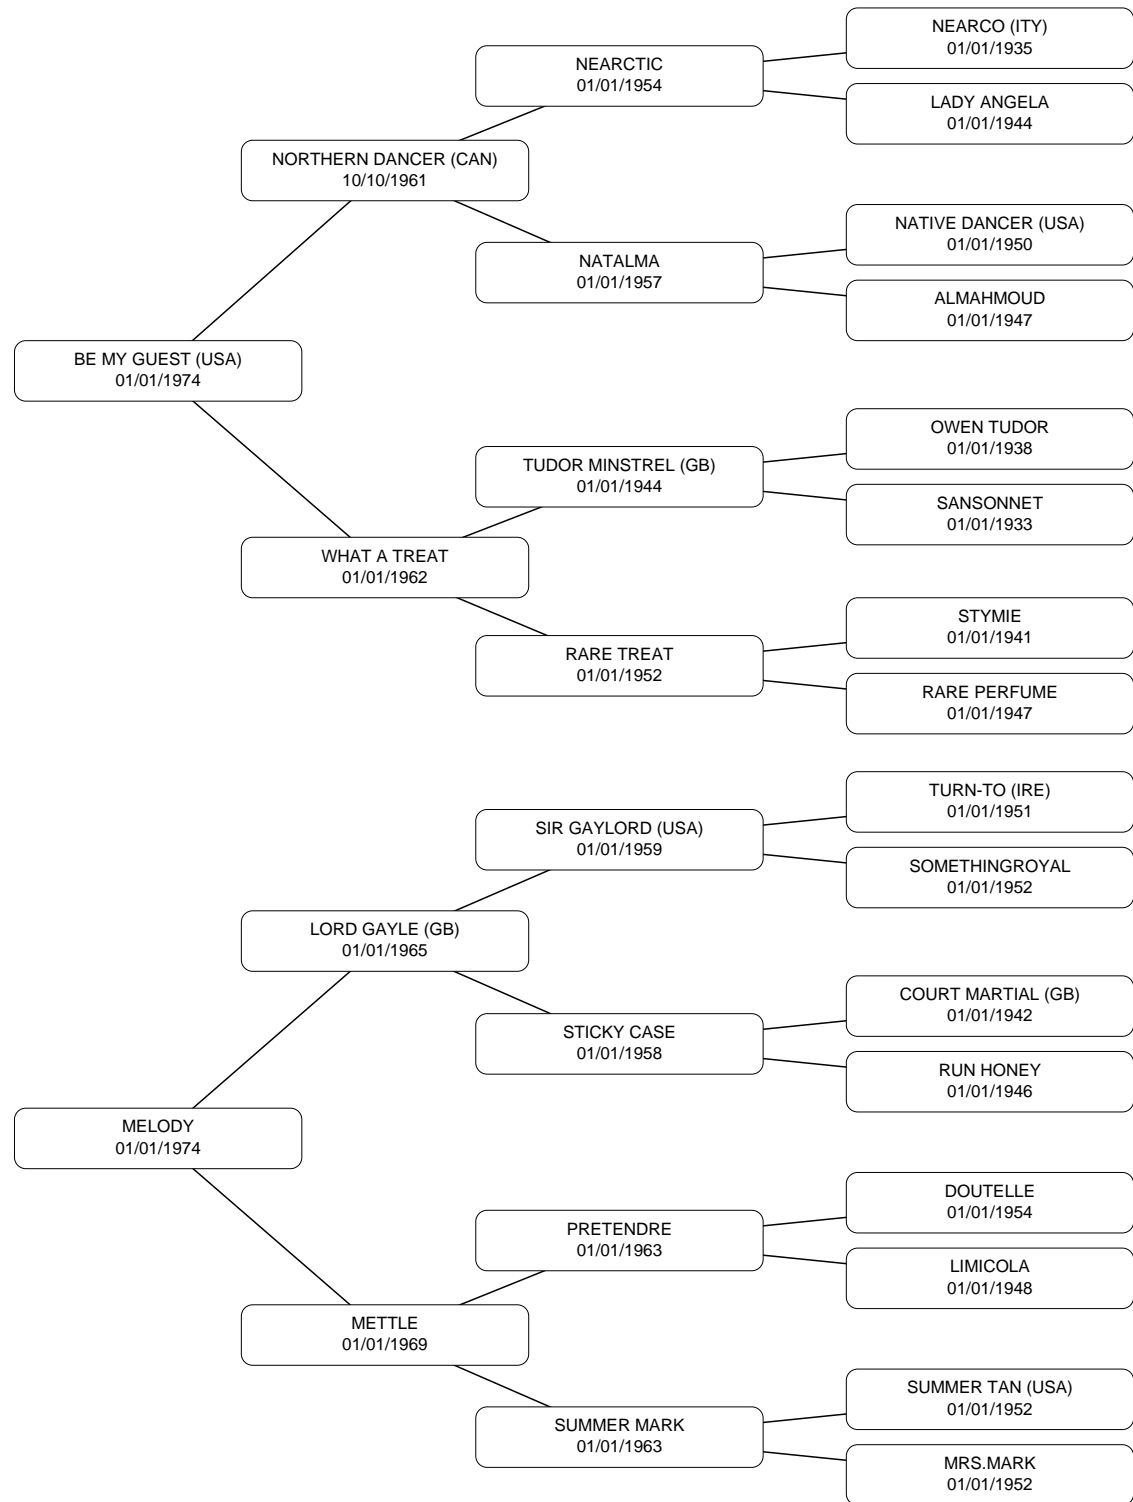 NEARCO (ITY)
01/01/1935
NEARCTIC
01/01/1954
LADY ANGELA
01/01/1944
NORTHERN DANCER (CAN)
10/10/1961
NATIVE DANCER (USA)
01/01/1950
NATALMA
01/01/1957
ALMAHMOUD
01/01/1947
BE MY GUEST (USA)
01/01/1974
OWEN TUDOR
01/01/1938
TUDOR MINSTREL (GB)
01/01/1944
SANSONNET
01/01/1933
WHAT A TREAT
01/01/1962
STYMIE
01/01/1941
RARE TREAT
01/01/1952
RARE PERFUME
01/01/1947
TURN-TO (IRE)
01/01/1951
SIR GAYLORD (USA)
01/01/1959
SOMETHINGROYAL
01/01/1952
LORD GAYLE (GB)
01/01/1965
COURT MARTIAL (GB)
01/01/1942
STICKY CASE
01/01/1958
RUN HONEY
01/01/1946
MELODY
01/01/1974
DOUTELLE
01/01/1954
PRETENDRE
01/01/1963
LIMICOLA
01/01/1948
METTLE
01/01/1969
SUMMER TAN (USA)
01/01/1952
SUMMER MARK
01/01/1963
MRS.MARK
01/01/1952